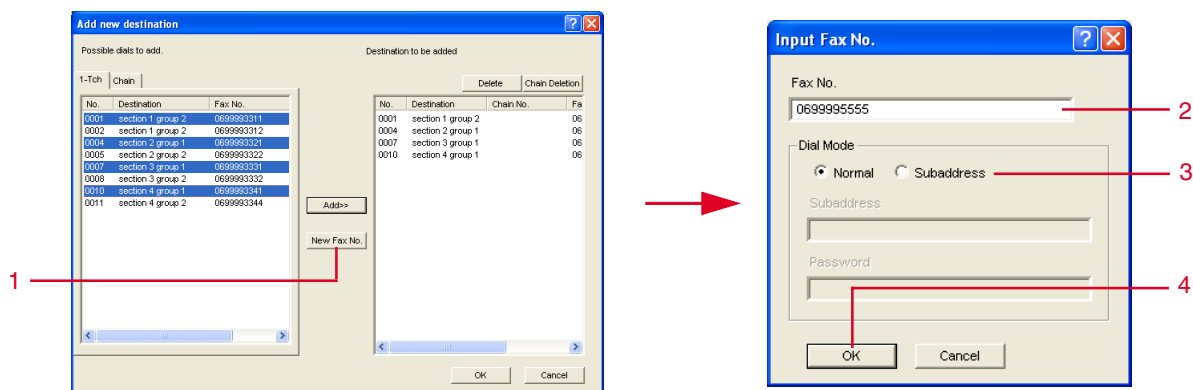 Add new destination
Possible dials to add.
Destination to be added
1-Tch Chain
Delete Chain Deletion
No. Destination Fax No.
0001 section 1 group 2 0699993311
0002 section 1 group 2 0699993312
0004 section 2 group 1 0699993321
0005 section 2 group 2 0699993322
0007 section 3 group 1 0699993331
0008 section 3 group 2 0699993332
0010 section 4 group 1 0699993341
0011 section 4 group 2 0699993344
Add>>
New Fax No.
No. Destination Chain No. Fa
0001 section 1 group 2 06
0004 section 2 group 1 06
0007 section 3 group 1 06
0010 section 4 group 1 06
OK Cancel
1
Input Fax No.
Fax No.
0699995555
2
Dial Mode
Normal Subaddress
3
Subaddress
Password
4
OK Cancel